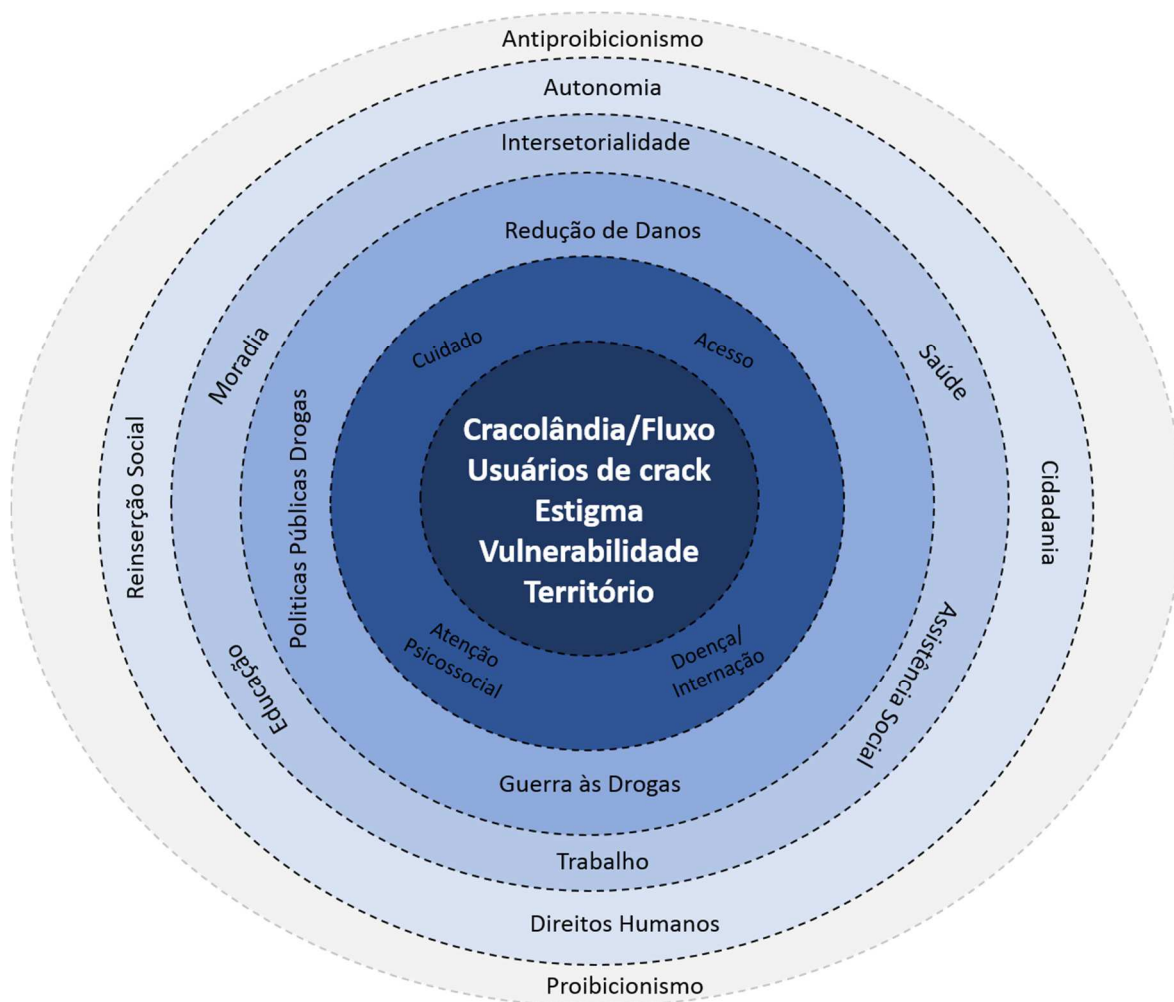 Antiproibicionismo
Autonomia
Intersetorialidade
Redução de Danos
Cuidado
Acesso
Moradia
Saúde
Cracolândia/Fluxo
Usuários de crack
Estigma
Vulnerabilidade
Território
Políticas Públicas Drogas
Reinserção Social
Cidadania
Atenção
Psicossocial
Doença/
Internação
Educação
Assistência Social
Guerra às Drogas
Trabalho
Direitos Humanos
Proibicionismo